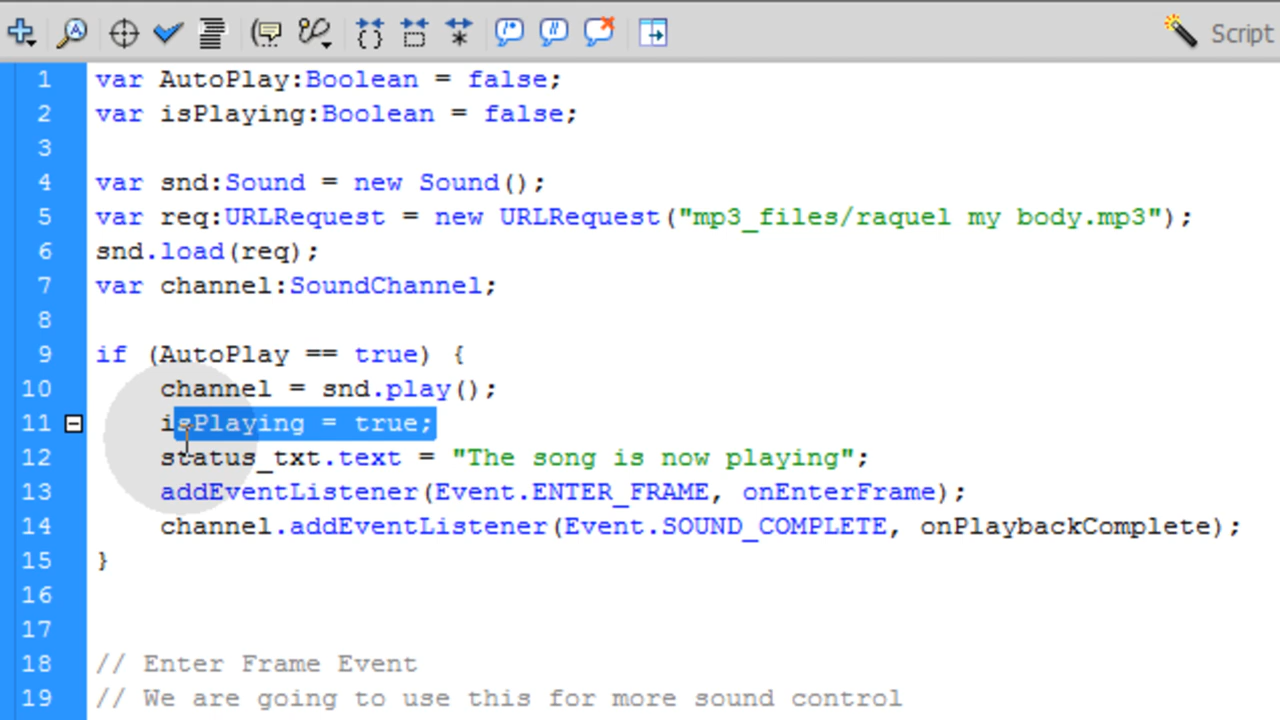 Script
1 var AutoPlay:Boolean = false;
2 var isPlaying:Boolean = false;
3
4 var snd:Sound = new Sound();
5 var req:URLRequest = new URLRequest("mp3_files/raquel my body.mp3");
6 snd.load(req);
7 var channel:SoundChannel;
8
9 if (AutoPlay == true) {
10 channel = snd.play();
11 isPlaying = true;
12 status_txt.text = "The song is now playing";
13 addEventListener(Event.ENTER_FRAME, onEnterFrame);
14 channel.addEventListener(Event.SOUND_COMPLETE, onPlaybackComplete);
15 }
16
17
18 // Enter Frame Event
19 // We are going to use this for more sound control